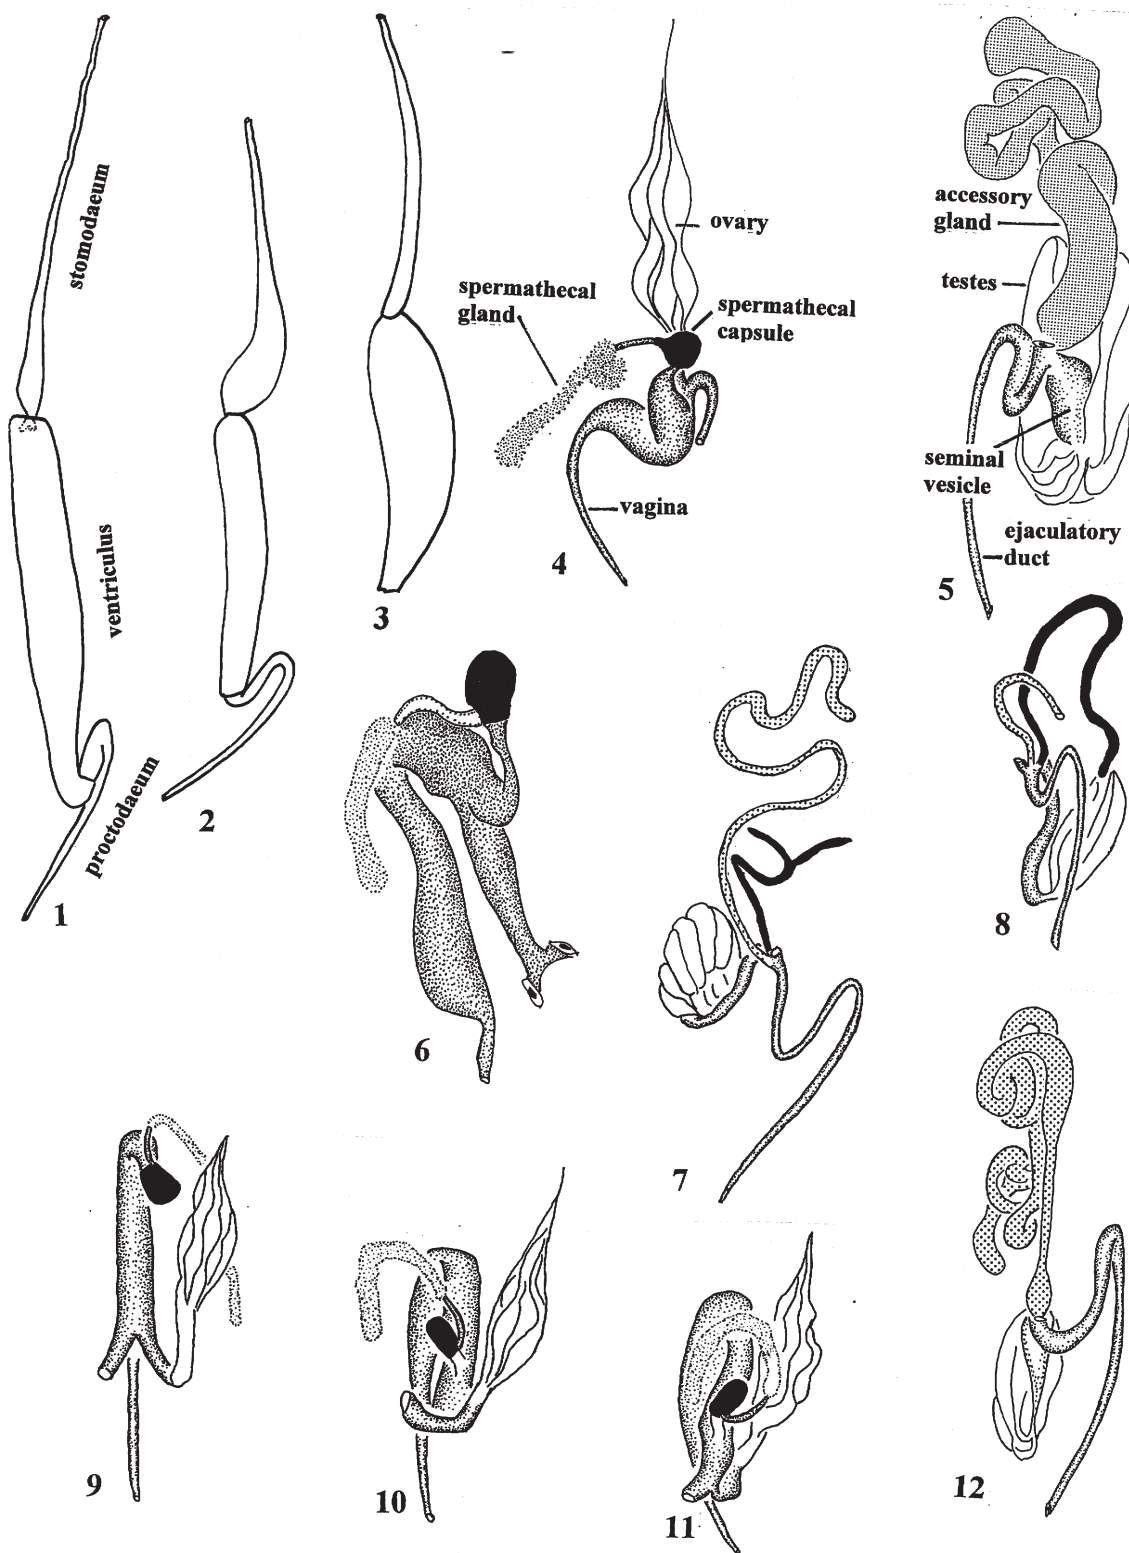 stomodaeum
ventriculus
proctodaeum
1
2
3
ovary
spermathecal
gland
spermathecal
capsule
vagina
4
accessory
gland
testes
seminal
vesicle
ejaculatory
duct
5
6
7
8
9
10
11
12